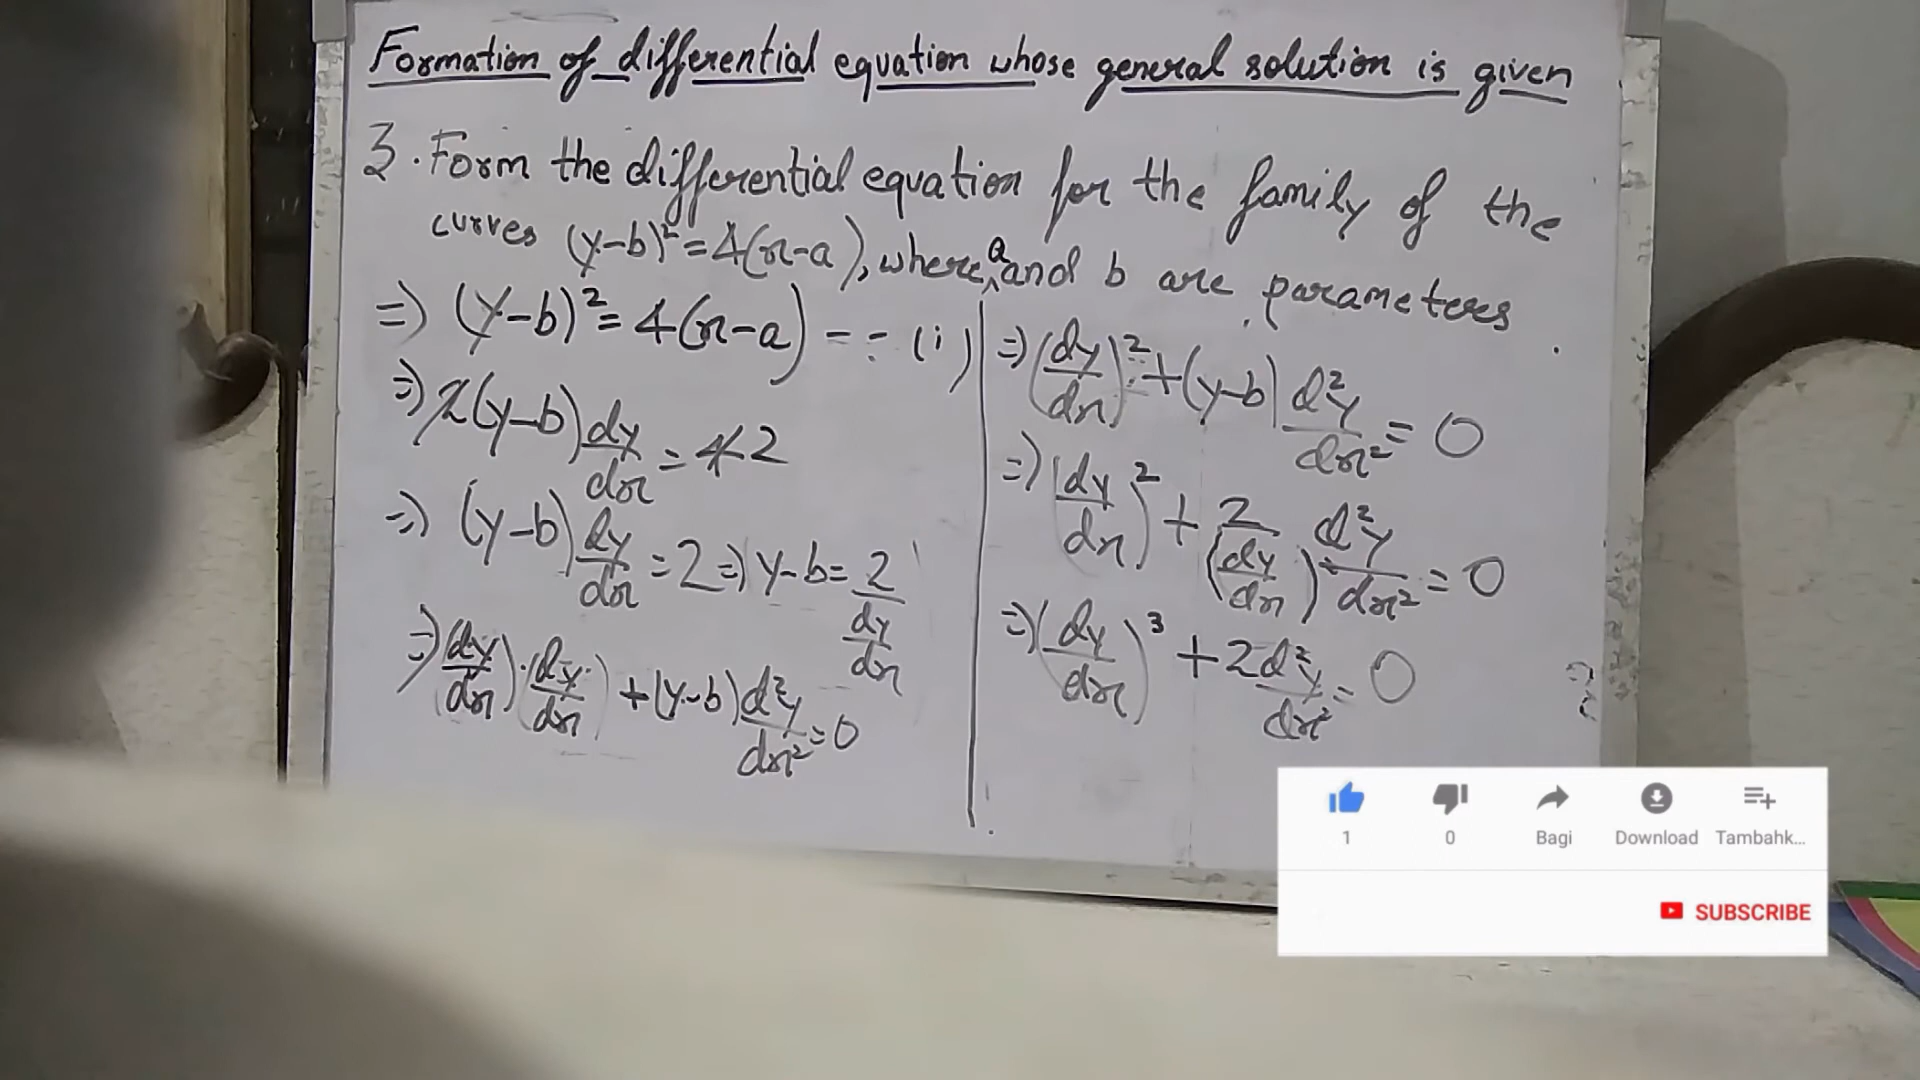 Formation of differential equation whose general solution is given
3. Form the differential equation for the family of the
curves (y-b)² = 4(x-a), where a and b are parameters.
=> (y-b)² = 4(x-a) -- (i)
=> 2(y-b) dy/dx = 4 2
=> (y-b) dy/dx = 2 => y-b = 2/(dy/dx)
=> (dy/dx)·(dy/dx) + (y-b) d²y/dx² = 0
=> (dy/dx)² + (y-b) d²y/dx² = 0
=> (dy/dx)² + 2/(dy/dx) d²y/dx² = 0
=> (dy/dx)³ + 2 d²y/dx² = 0
1 0 Bagi Download Tambahk...
SUBSCRIBE